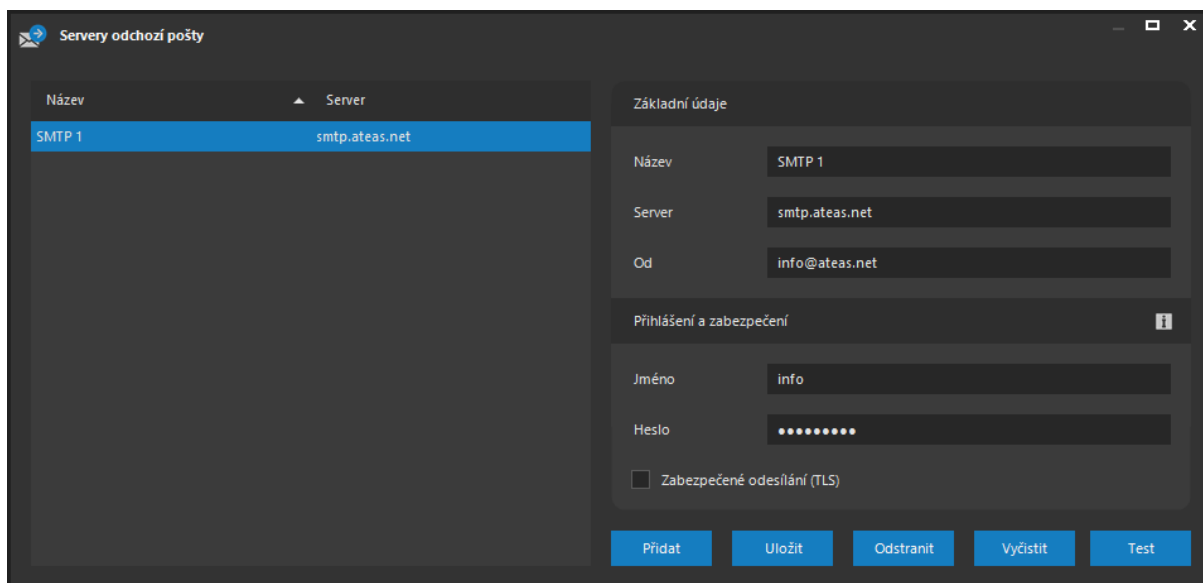 Servery odchozí pošty
Název Server
SMTP 1 smtp.ateas.net
Základní údaje
Název SMTP 1
Server smtp.ateas.net
Od info@ateas.net
Přihlášení a zabezpečení
Jméno info
Heslo •••••••••
Zabezpečené odesílání (TLS)
Přidat Uložit Odstranit Vyčistit Test